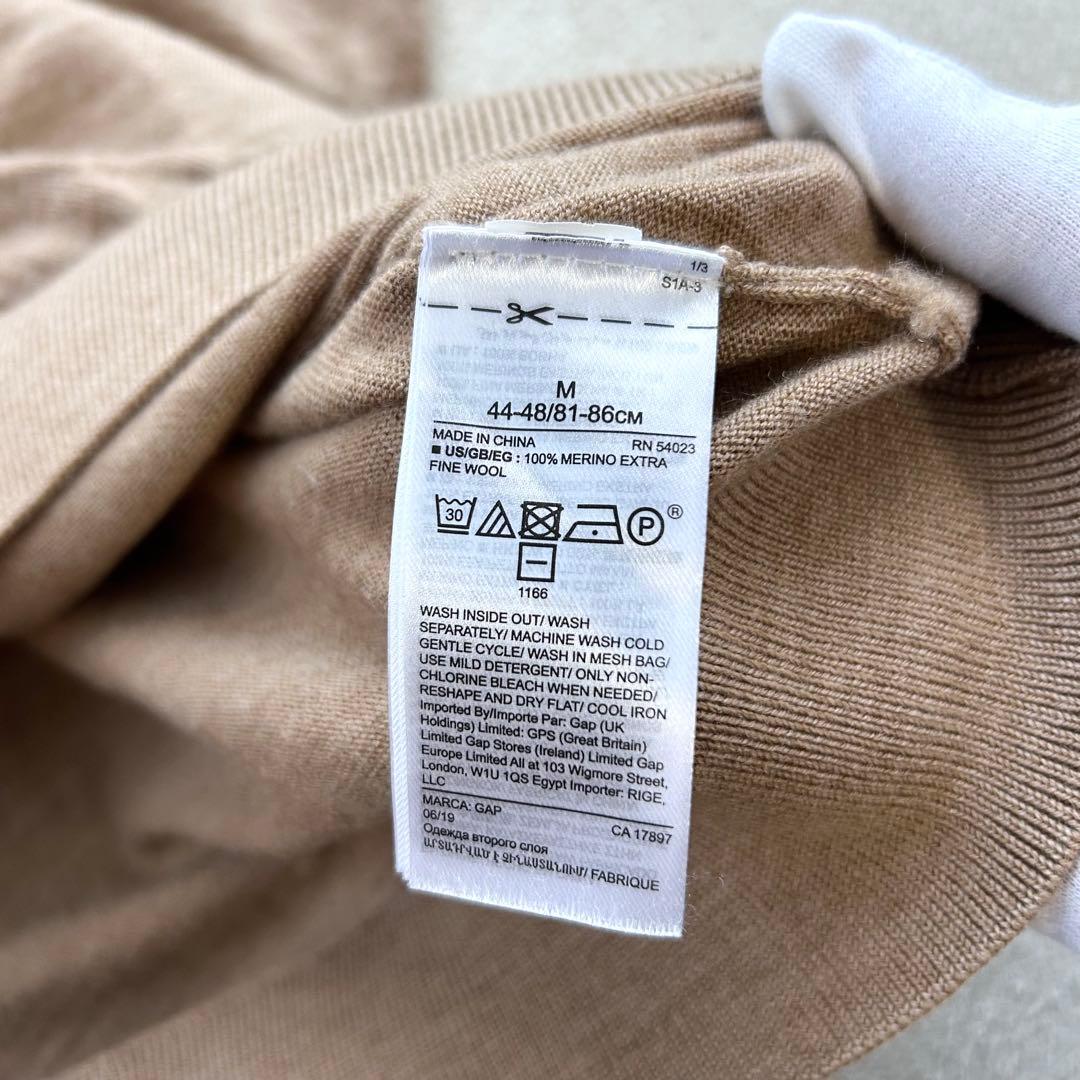 1/3
S1A-3
M
44-48/81-86CM
MADE IN CHINA RN 54023
■ US/GB/EG : 100% MERINO EXTRA
FINE WOOL
30 P ®
1166
WASH INSIDE OUT/ WASH
SEPARATELY/ MACHINE WASH COLD
GENTLE CYCLE/ WASH IN MESH BAG/
USE MILD DETERGENT/ ONLY NON-
CHLORINE BLEACH WHEN NEEDED/
RESHAPE AND DRY FLAT/ COOL IRON
Imported By/Importe Par: Gap (UK
Holdings) Limited: GPS (Great Britain)
Limited Gap Stores (Ireland) Limited Gap
Europe Limited All at 103 Wigmore Street,
London, W1U 1QS Egypt Importer: RIGE,
LLC
MARCA: GAP CA 17897
06/19
Одежда второго слоя
ԱՐՏԱԴՐՎԱԾ Է ՉԻՆԱՍՏԱՆՈՒՄ/ FABRIQUE